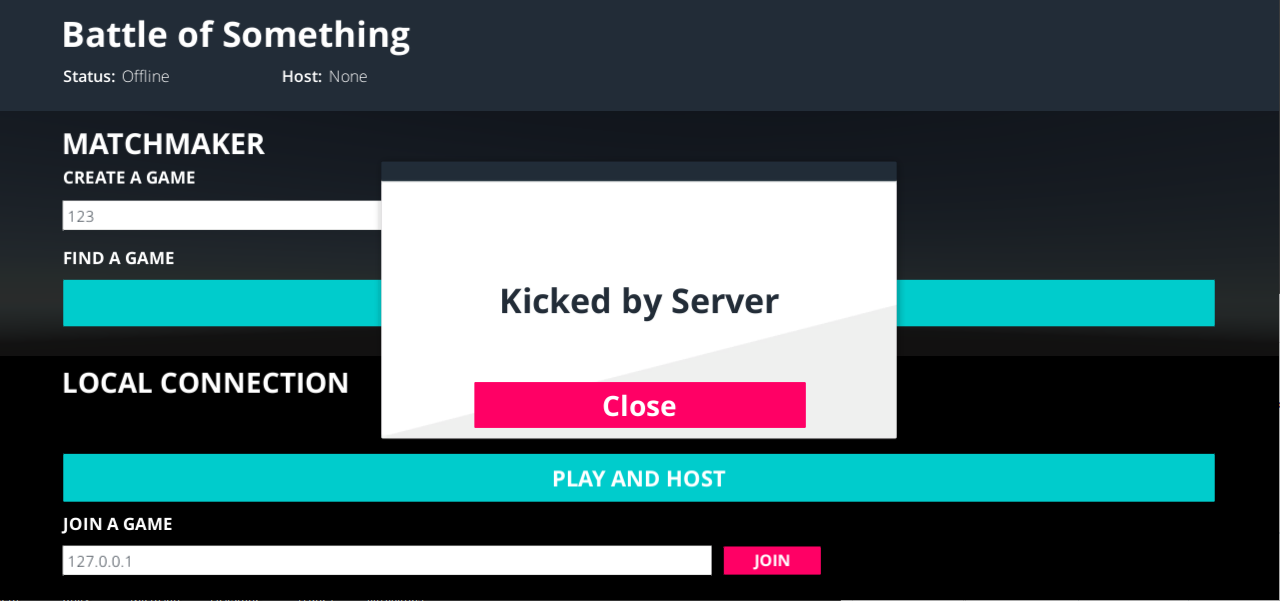 Battle of Something
Status: Offline Host: None
MATCHMAKER
CREATE A GAME
123
FIND A GAME
Kicked by Server
LOCAL CONNECTION
Close
PLAY AND HOST
JOIN A GAME
127.0.0.1 JOIN